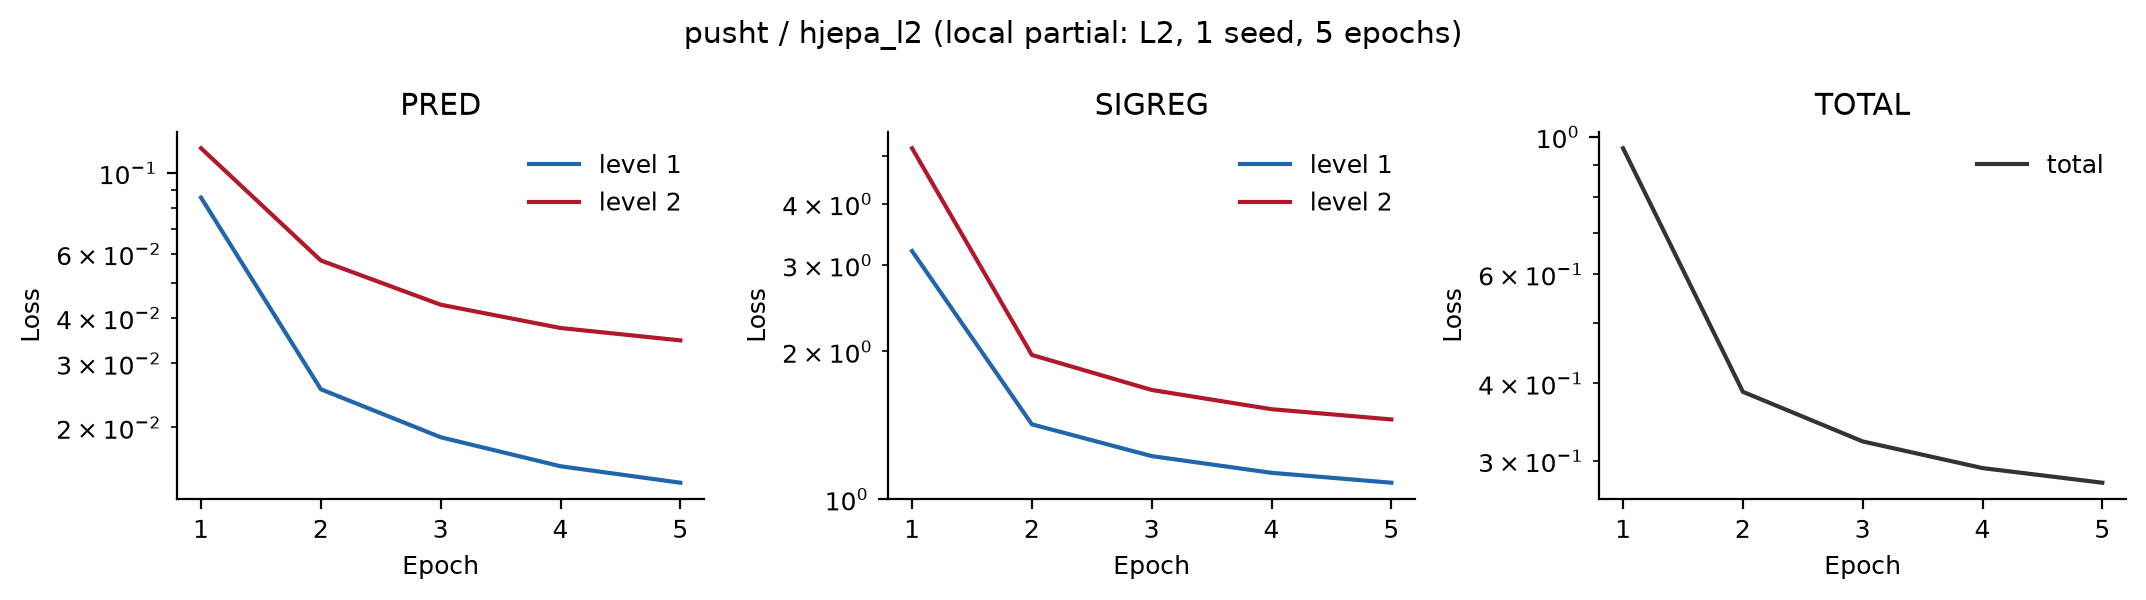 pusht / hjepa_l2 (local partial: L2, 1 seed, 5 epochs)
PRED
level 1
level 2
10⁻¹
6 × 10⁻²
4 × 10⁻²
3 × 10⁻²
2 × 10⁻²
Loss
1 2 3 4 5
Epoch
SIGREG
level 1
level 2
4 × 10⁰
3 × 10⁰
2 × 10⁰
10⁰
Loss
1 2 3 4 5
Epoch
TOTAL
total
10⁰
6 × 10⁻¹
4 × 10⁻¹
3 × 10⁻¹
Loss
1 2 3 4 5
Epoch